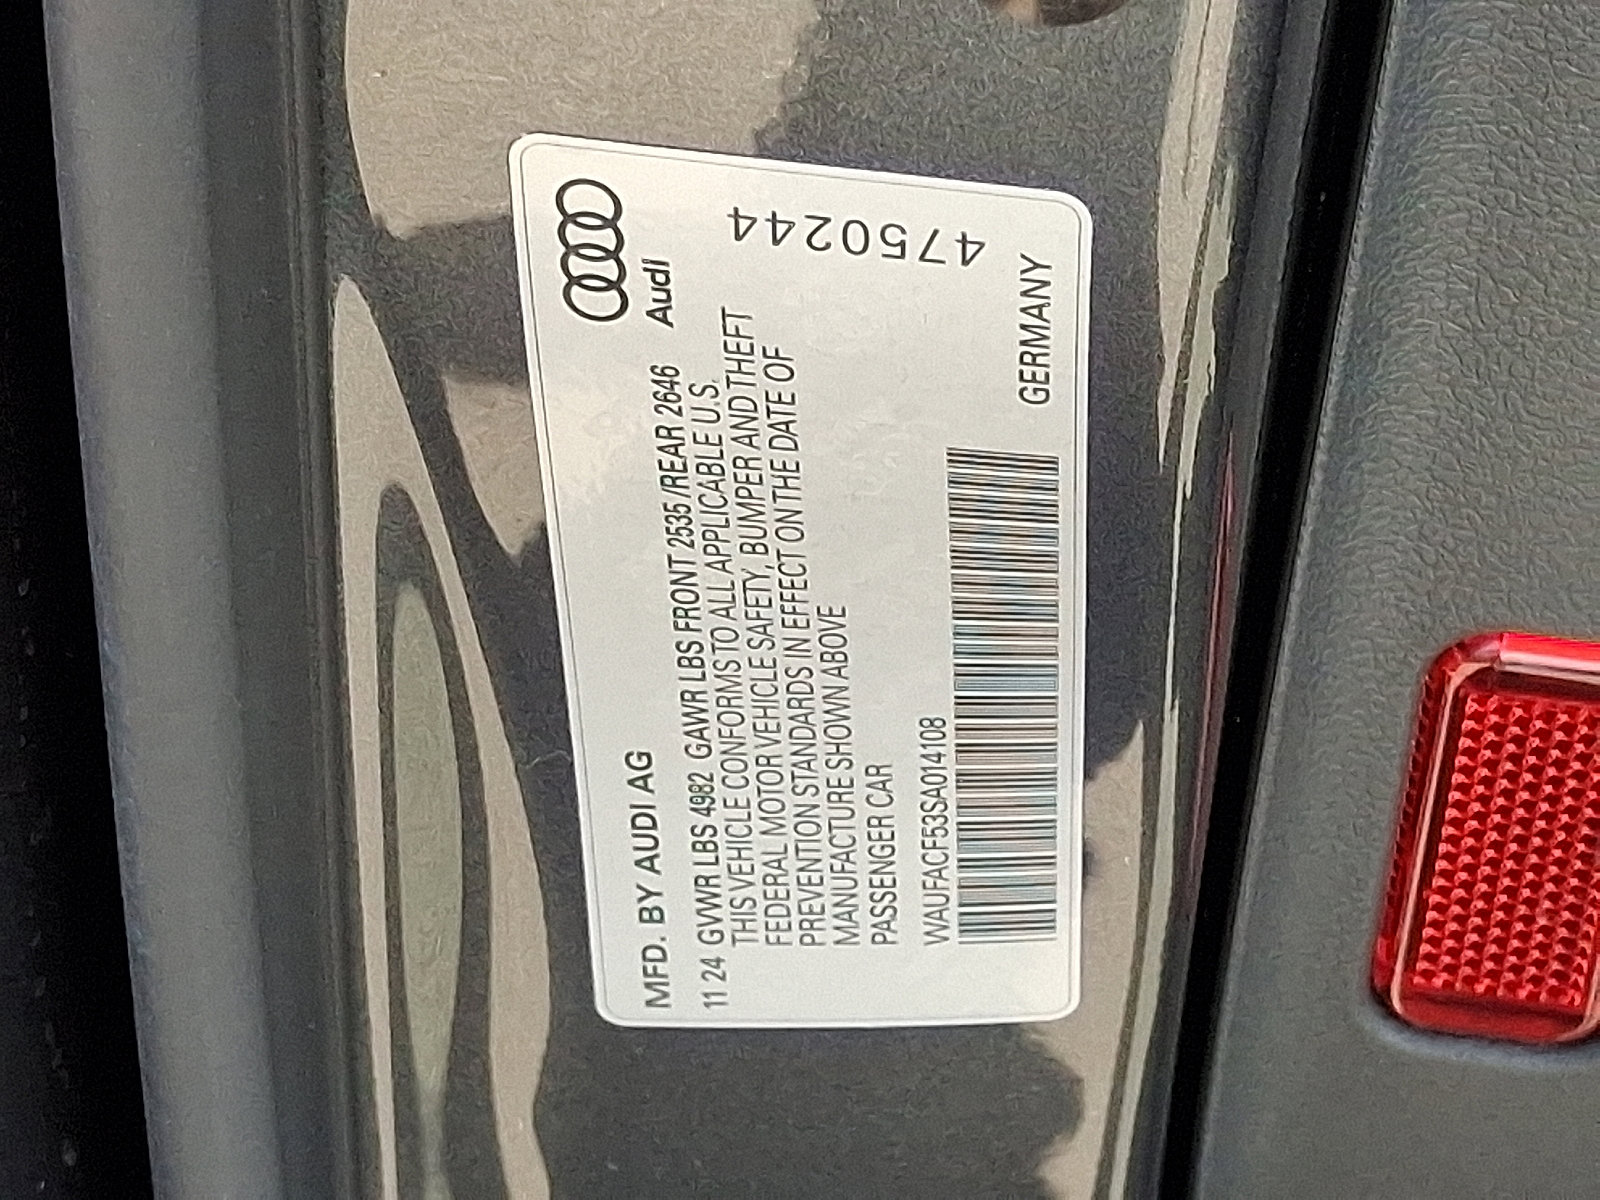 Audi
MFD. BY AUDI AG
11 24 GVWR LBS 4982 GAWR LBS FRONT 2535 /REAR 2646
THIS VEHICLE CONFORMS TO ALL APPLICABLE U.S.
FEDERAL MOTOR VEHICLE SAFETY, BUMPER AND THEFT
PREVENTION STANDARDS IN EFFECT ON THE DATE OF
MANUFACTURE SHOWN ABOVE
PASSENGER CAR
4750244
WAUFACF53SA014108
GERMANY